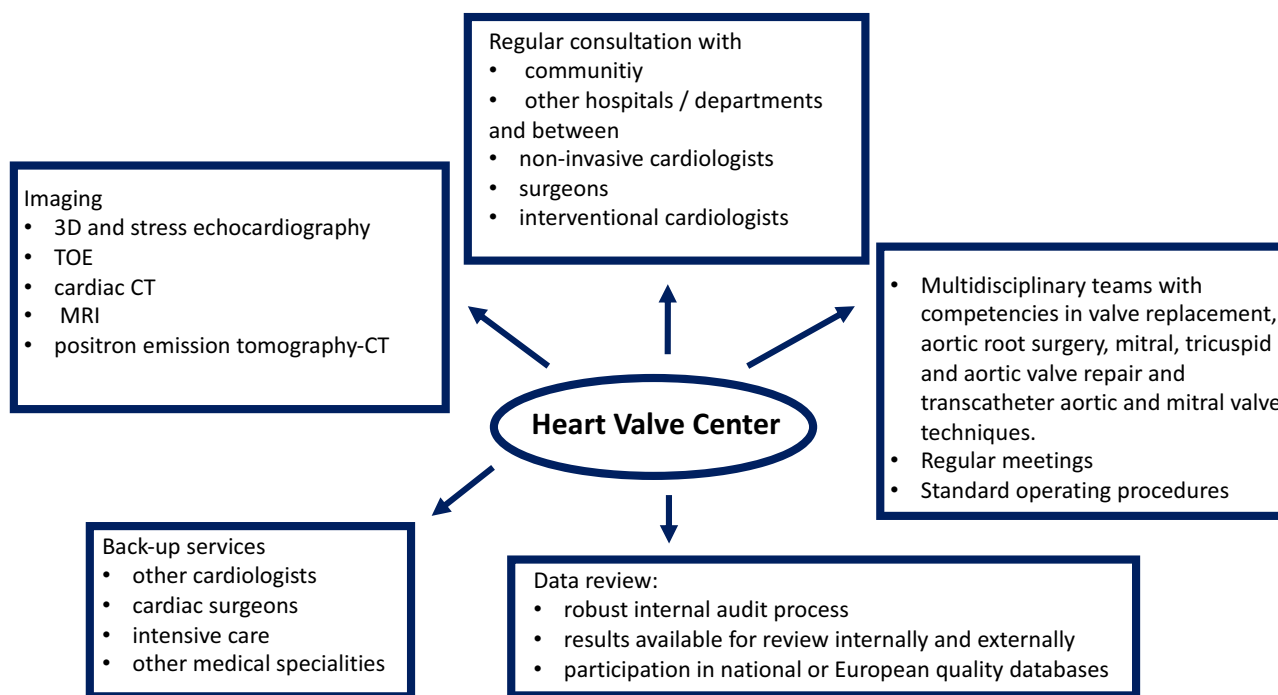 Regular consultation with
• communitiy
• other hospitals / departments
and between
• non-invasive cardiologists
• surgeons
• interventional cardiologists
Imaging
• 3D and stress echocardiography
• TOE
• cardiac CT
• MRI
• positron emission tomography-CT
• Multidisciplinary teams with
competencies in valve replacement,
aortic root surgery, mitral, tricuspid
and aortic valve repair and
transcatheter aortic and mitral valve
techniques.
• Regular meetings
• Standard operating procedures
Heart Valve Center
Back-up services
• other cardiologists
• cardiac surgeons
• intensive care
• other medical specialities
Data review:
• robust internal audit process
• results available for review internally and externally
• participation in national or European quality databases